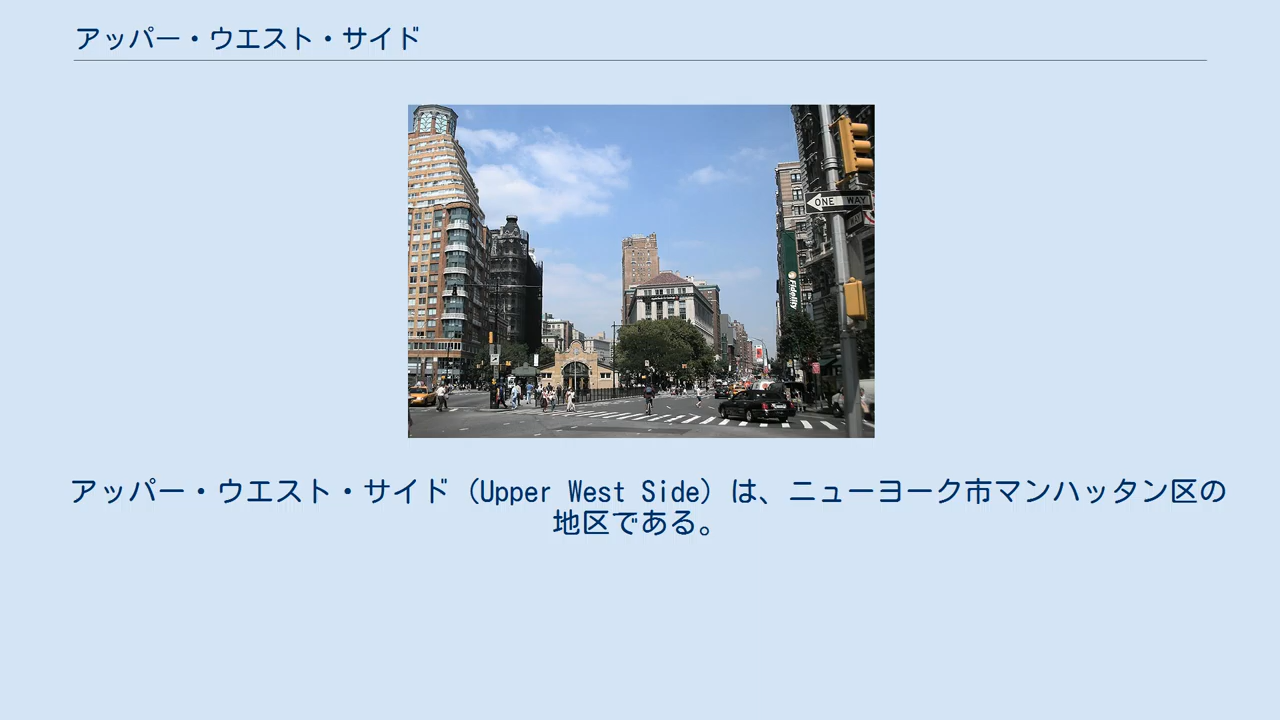 アッパー・ウエスト・サイド
ONE WAY
Fidelity
アッパー・ウエスト・サイド（Upper West Side）は、ニューヨーク市マンハッタン区の
地区である。